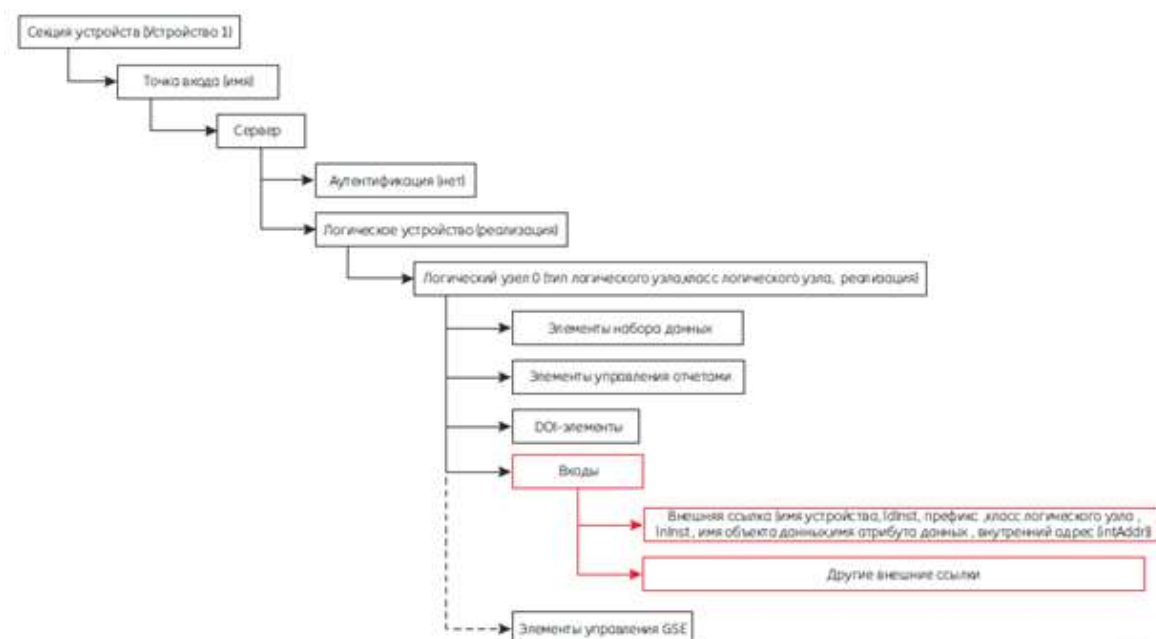 Секция устройств (Устройство 1)
Точка входа (имя)
Сервер
Аутентификация (нет)
Логическое устройство (реализация)
Логический узел 0 (тип логического узла,класс логического узла, реализация)
Элементы набора данных
Элементы управления отчетами
DOI-элементы
Входы
Внешняя ссылка (имя устройства, ldInst, префикс ,класс логического узла ,
lnInst , имя объекта данных,имя атрибута данных , внутренний адрес (intAddr))
Другие внешние ссылки
Элементы управления GSE